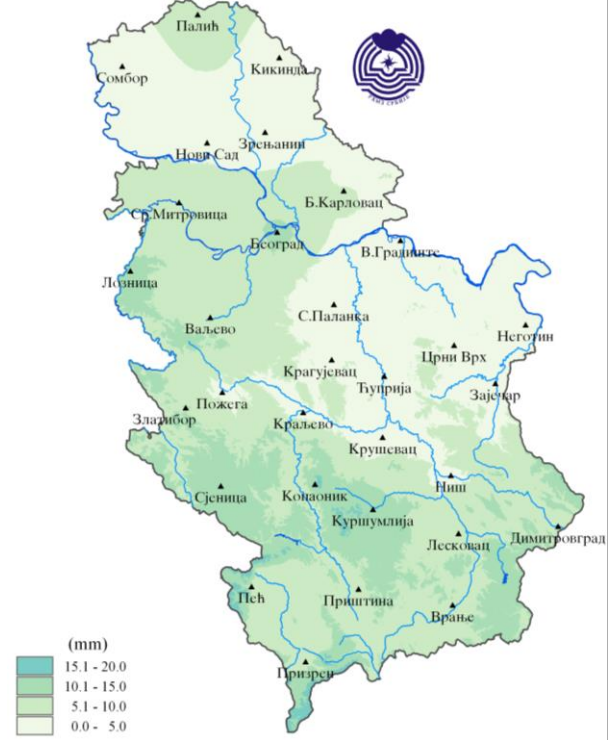 Палић
Сомбор
Кикинда
Зрењанин
Нови Сад
Б.Карловац
Ср.Митровица
Београд
В.Градиште
Лозница
С.Паланка
Ваљево
Неготин
Црни Врх
Крагујевац
Ћуприја
Зајечар
Пожега
Златибор
Краљево
Крушевац
Ниш
Сјеница
Копаоник
Куршумлија
Димитровград
Лесковац
Пећ
Приштина
Врање
Призрен
(mm)
15.1 - 20.0
10.1 - 15.0
5.1 - 10.0
0.0 - 5.0